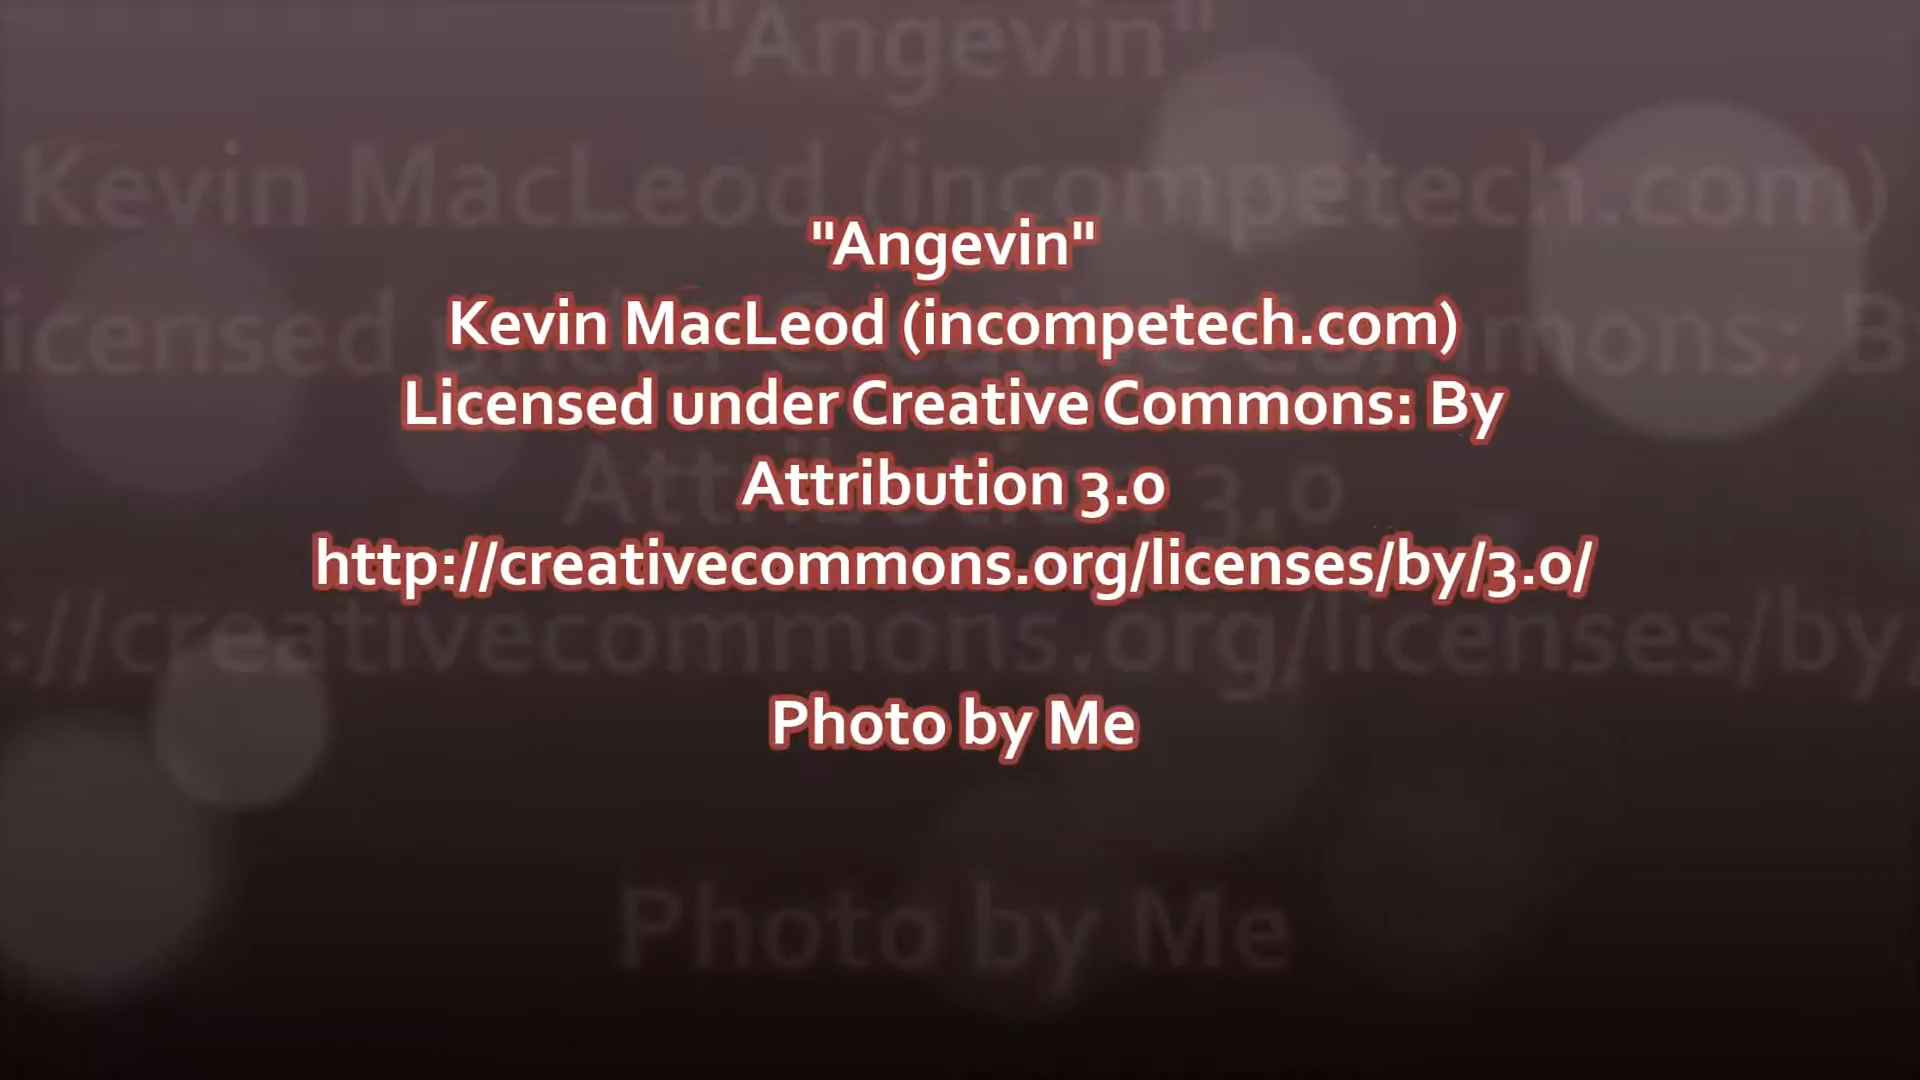 "Angevin"
Kevin MacLeod (incompetech.com)
Licensed under Creative Commons: By
Attribution 3.0
http://creativecommons.org/licenses/by/3.0/
Photo by Me